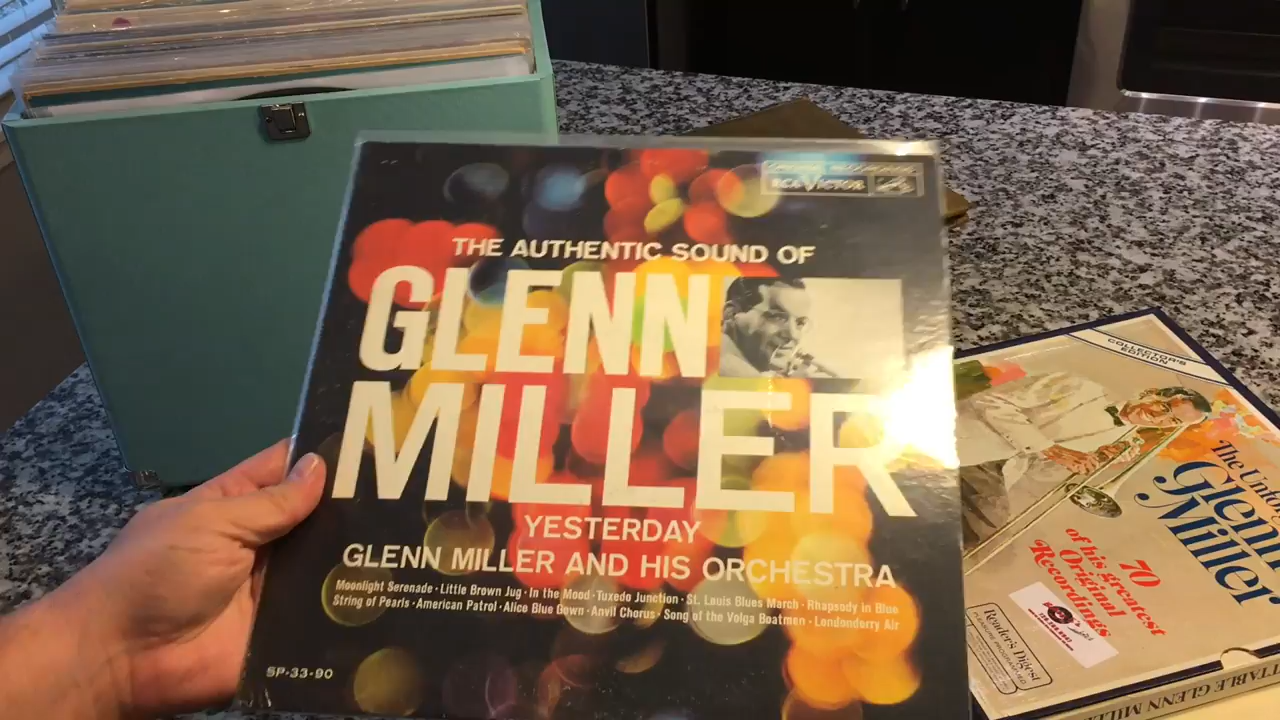 RCA VICTOR
THE AUTHENTIC SOUND OF
GLENN
MILLER
YESTERDAY
GLENN MILLER AND HIS ORCHESTRA
Moonlight Serenade · Little Brown Jug · In the Mood · Tuxedo Junction · St. Louis Blues March · Rhapsody in Blue
String of Pearls · American Patrol · Alice Blue Gown · Anvil Chorus · Song of the Volga Boatmen · Londonderry Air
SP-33-90
COLLECTOR'S
EDITION
The
Glenn
Miller
70
of his greatest
Original
Recordings
Reader's Digest
GLENN